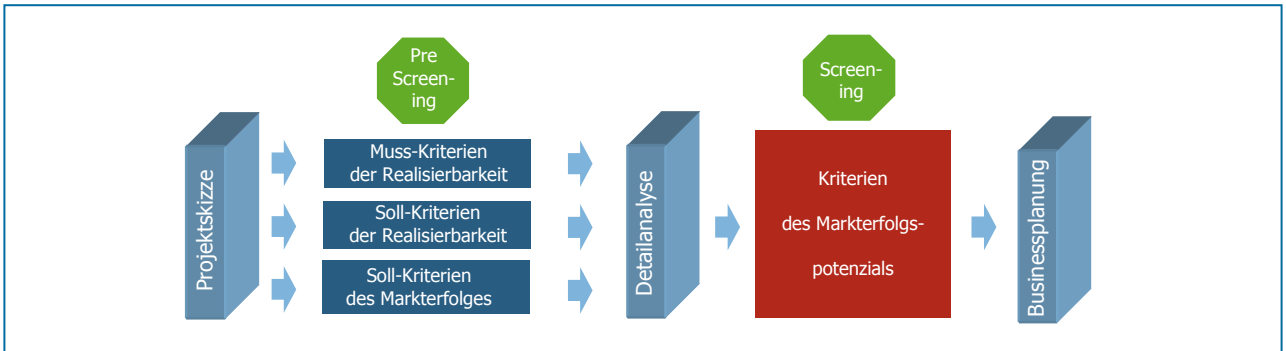 Projektskizze
Pre
Screen-
ing
Muss-Kriterien
der Realisierbarkeit
Soll-Kriterien
der Realisierbarkeit
Soll-Kriterien
des Markterfolges
Detailanalyse
Screen-
ing
Kriterien
des Markterfolgs-
potenzials
Businessplanung